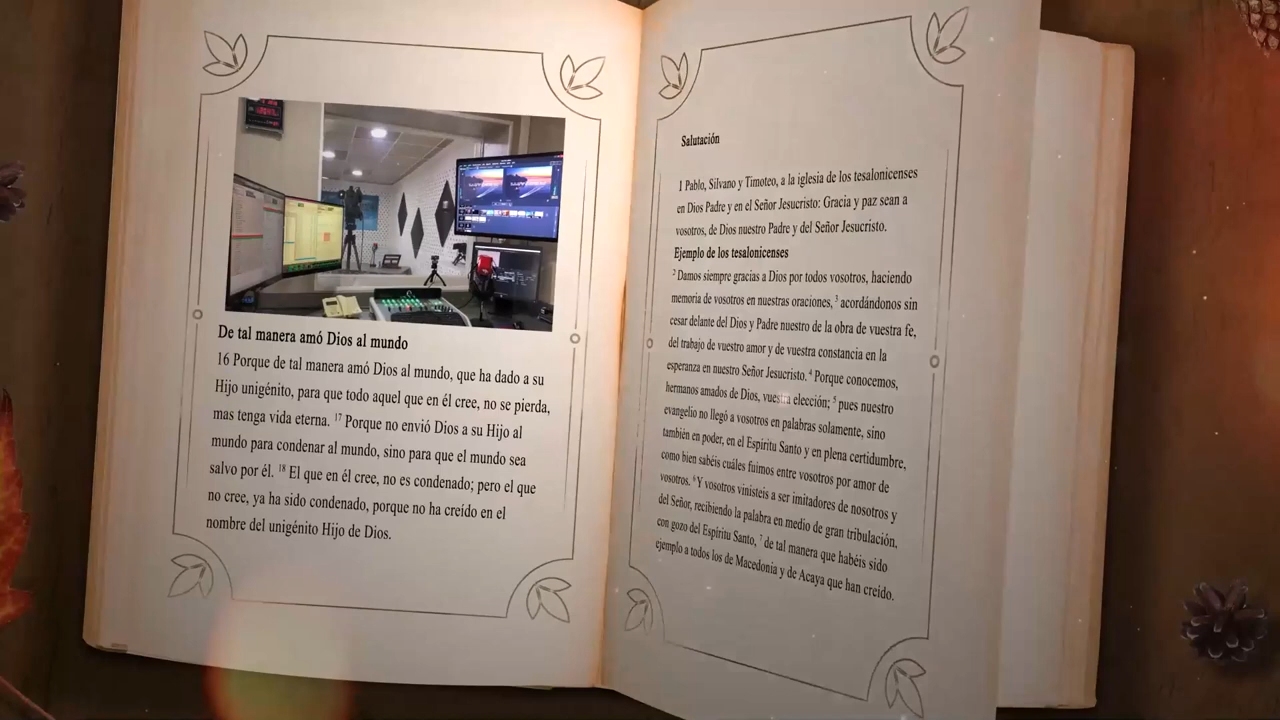 De tal manera amó Dios al mundo
16 Porque de tal manera amó Dios al mundo, que ha dado a su
Hijo unigénito, para que todo aquel que en él cree, no se pierda,
mas tenga vida eterna. 17 Porque no envió Dios a su Hijo al
mundo para condenar al mundo, sino para que el mundo sea
salvo por él. 18 El que en él cree, no es condenado; pero el que
no cree, ya ha sido condenado, porque no ha creído en el
nombre del unigénito Hijo de Dios.
Salutación
1 Pablo, Silvano y Timoteo, a la iglesia de los tesalonicenses
en Dios Padre y en el Señor Jesucristo: Gracia y paz sean a
vosotros, de Dios nuestro Padre y del Señor Jesucristo.
Ejemplo de los tesalonicenses
2 Damos siempre gracias a Dios por todos vosotros, haciendo
memoria de vosotros en nuestras oraciones, 3 acordándonos sin
cesar delante del Dios y Padre nuestro de la obra de vuestra fe,
del trabajo de vuestro amor y de vuestra constancia en la
esperanza en nuestro Señor Jesucristo. 4 Porque conocemos,
hermanos amados de Dios, vuestra elección; 5 pues nuestro
evangelio no llegó a vosotros en palabras solamente, sino
también en poder, en el Espíritu Santo y en plena certidumbre,
como bien sabéis cuáles fuimos entre vosotros por amor de
vosotros. 6 Y vosotros vinisteis a ser imitadores de nosotros y
del Señor, recibiendo la palabra en medio de gran tribulación,
con gozo del Espíritu Santo, 7 de tal manera que habéis sido
ejemplo a todos los de Macedonia y de Acaya que han creído.